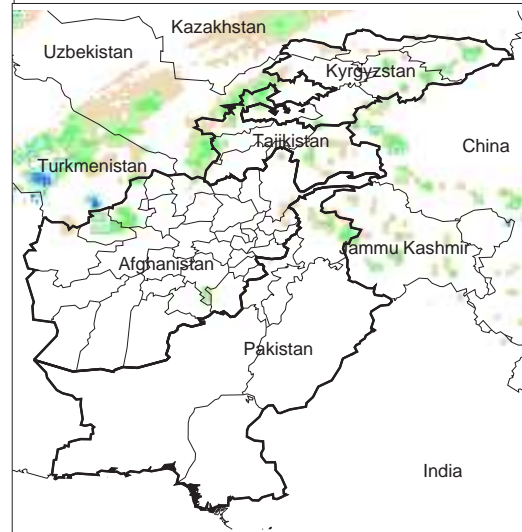 Kazakhstan
Uzbekistan
Kyrgyzstan
Tajikistan
China
Turkmenistan
Jammu Kashmir
Afghanistan
Pakistan
India